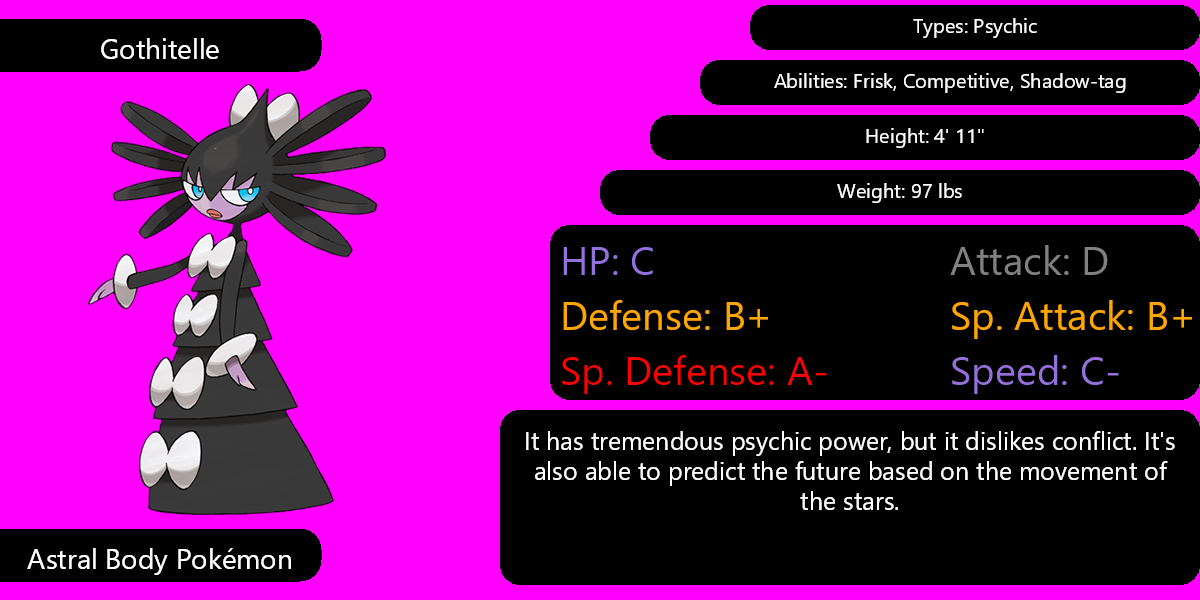 Gothitelle
Types: Psychic
Abilities: Frisk, Competitive, Shadow-tag
Height: 4' 11"
Weight: 97 lbs
HP: C
Attack: D
Defense: B+
Sp. Attack: B+
Sp. Defense: A-
Speed: C-
It has tremendous psychic power, but it dislikes conflict. It's
also able to predict the future based on the movement of
the stars.
Astral Body Pokémon